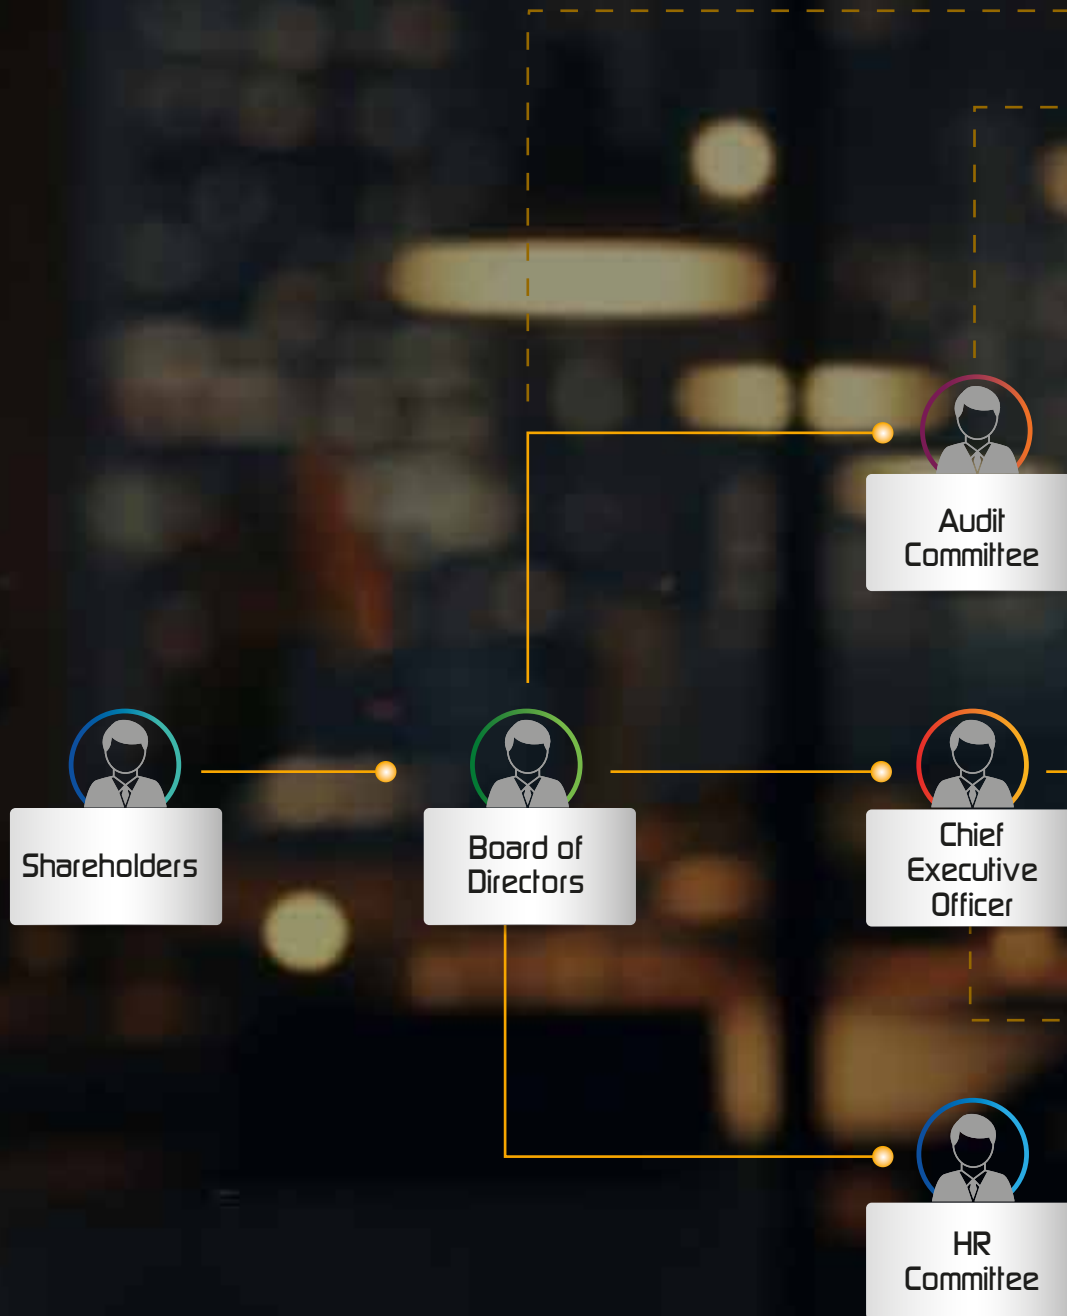 Audit
Committee
Shareholders
Board of
Directors
Chief
Executive
Officer
HR
Committee